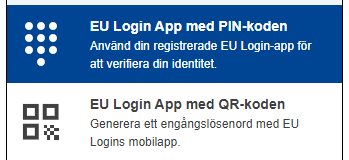 EU Login App med PIN-koden
Använd din registrerade EU Login-app för
att verifiera din identitet.
EU Login App med QR-koden
Generera ett engångslösenord med EU
Logins mobilapp.